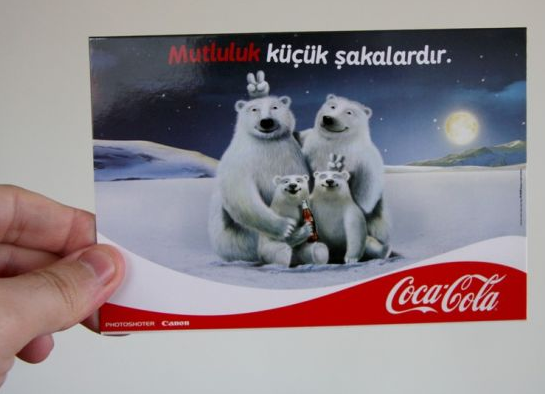 Mutluluk küçük şakalardır.
Coca-Cola
PHOTOSHOTER Canon